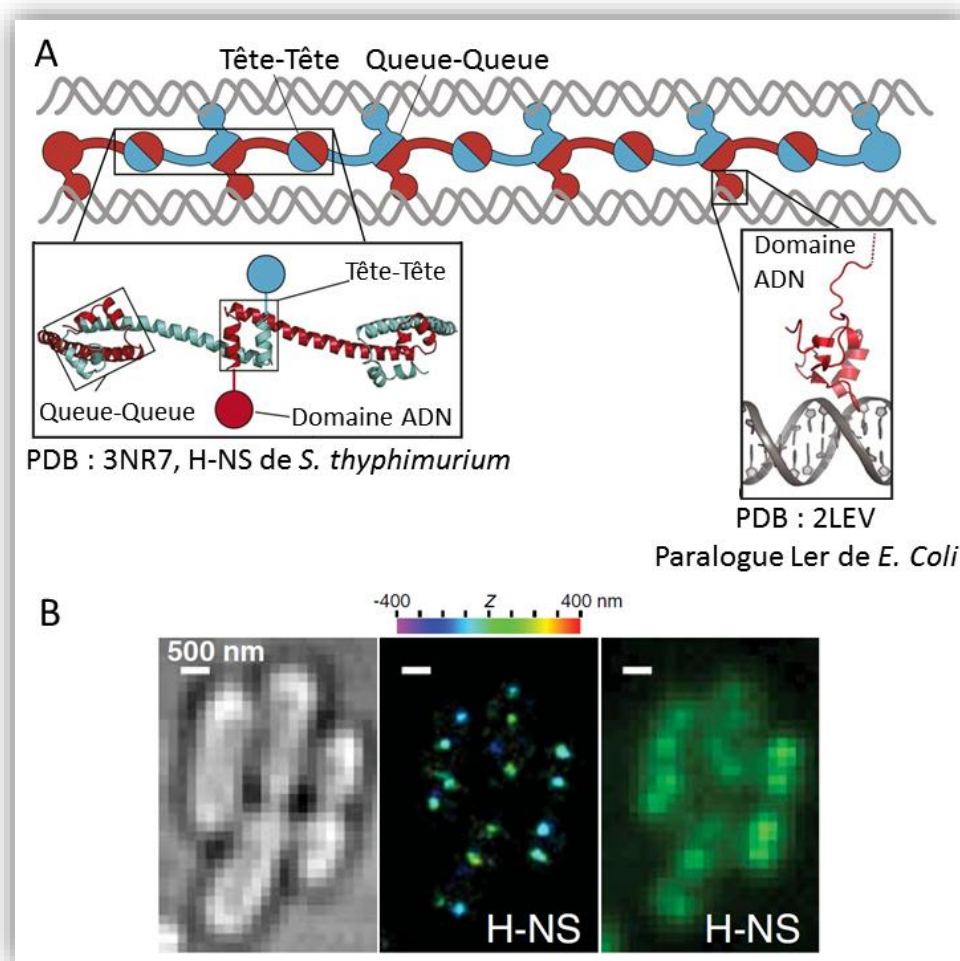 A
Tête-Tête
Queue-Queue
Tête-Tête
Queue-Queue
Domaine ADN
PDB : 3NR7, H-NS de S. thyphimurium
Domaine
ADN
PDB : 2LEV
Paralogue Ler de E. Coli
B
-400 z 400 nm
500 nm
H-NS
H-NS